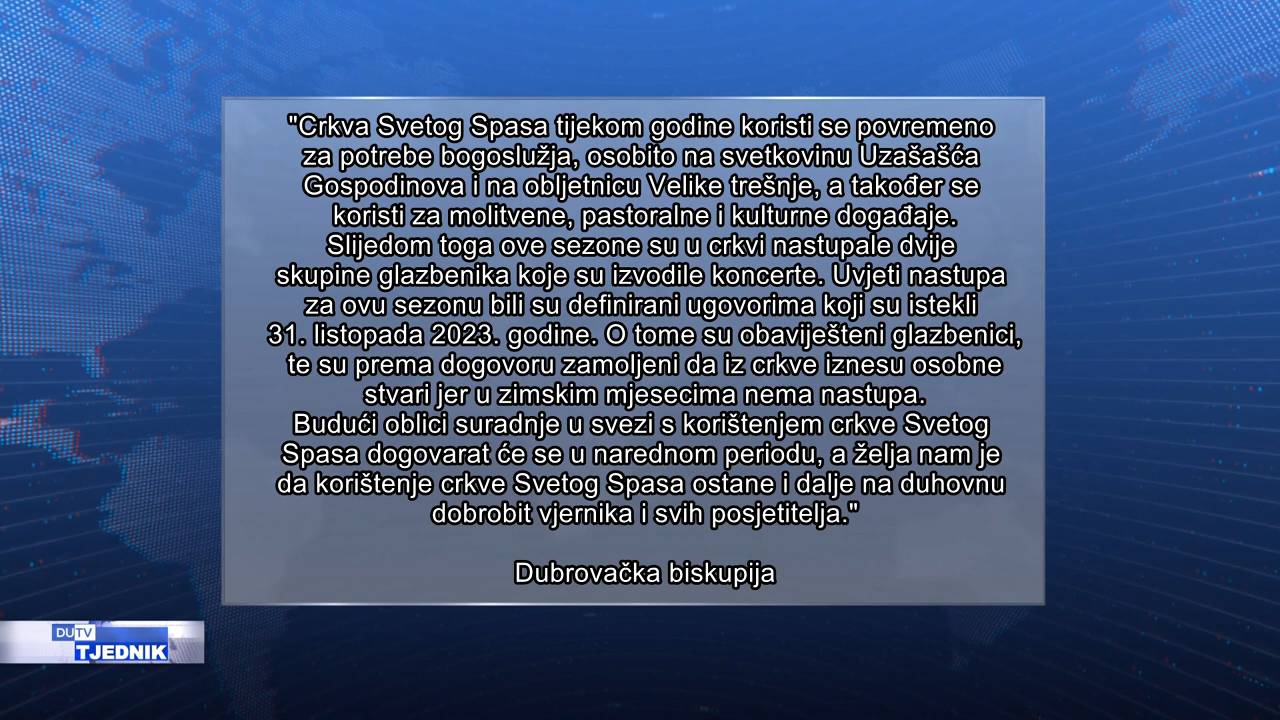 "Crkva Svetog Spasa tijekom godine koristi se povremeno
za potrebe bogoslužja, osobito na svetkovinu Uzašašća
Gospodinova i na obljetnicu Velike trešnje, a također se
koristi za molitvene, pastoralne i kulturne događaje.
Slijedom toga ove sezone su u crkvi nastupale dvije
skupine glazbenika koje su izvodile koncerte. Uvjeti nastupa
za ovu sezonu bili su definirani ugovorima koji su istekli
31. listopada 2023. godine. O tome su obaviješteni glazbenici,
te su prema dogovoru zamoljeni da iz crkve iznesu osobne
stvari jer u zimskim mjesecima nema nastupa.
Budući oblici suradnje u svezi s korištenjem crkve Svetog
Spasa dogovarat će se u narednom periodu, a želja nam je
da korištenje crkve Svetog Spasa ostane i dalje na duhovnu
dobrobit vjernika i svih posjetitelja."
Dubrovačka biskupija
DUTV
TJEDNIK